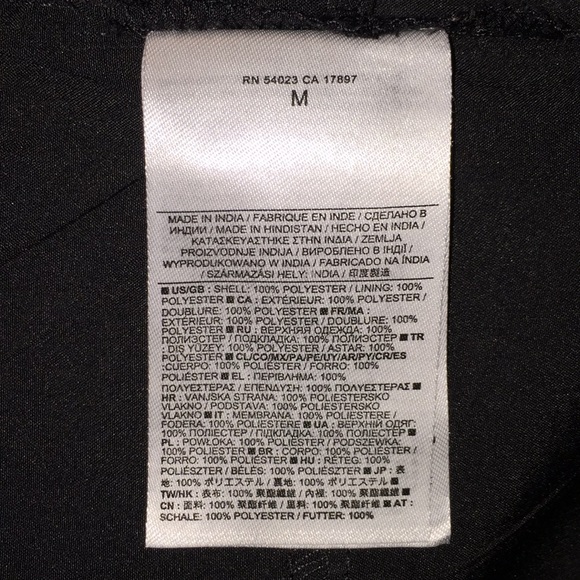 RN 54023 CA 17897
M
MADE IN INDIA / FABRIQUE EN INDE / СДЕЛАНО В
ИНДИИ / MADE IN HINDISTAN / HECHO EN INDIA /
ΚΑΤΑΣΚΕΥΑΣΤΗΚΕ ΣΤΗΝ ΙΝΔΙΑ / ZEMLJA
PROIZVODNJE INDIJA / ВИРОБЛЕНО В ІНДІЇ /
WYPRODUKOWANO W INDIA / FABRICADO NA ÍNDIA
/ SZÁRMAZÁSI HELY: INDIA / 印度製造
■ US/GB : SHELL: 100% POLYESTER / LINING: 100%
POLYESTER ■ CA : EXTÉRIEUR: 100% POLYESTER /
DOUBLURE: 100% POLYESTER ■ FR/MA :
EXTÉRIEUR: 100% POLYESTER / DOUBLURE: 100%
POLYESTER ■ RU : ВЕРХНЯЯ ОДЕЖДА: 100%
ПОЛИЭСТЕР / ПОДКЛАДКА: 100% ПОЛИЭСТЕР ■ TR
: DIŞ YÜZEY: 100% POLYESTER / ASTAR: 100%
POLYESTER ■ CL/CO/MX/PA/PE/UY/AR/PY/CR/ES
:CUERPO: 100% POLIÉSTER / FORRO: 100%
POLIÉSTER ■ EL : ΠΕΡΙΒΛΗΜΑ: 100%
ΠΟΛΥΕΣΤΕΡΑΣ / ΕΠΕΝΔΥΣΗ: 100% ΠΟΛΥΕΣΤΕΡΑΣ ■
HR : VANJSKA STRANA: 100% POLIESTERSKO
VLAKNO / PODSTAVA: 100% POLIESTERSKO
VLAKNO ■ IT : MEMBRANA: 100% POLIESTERE /
FODERA: 100% POLIESTERE ■ UA : ВЕРХНІЙ ОДЯГ:
100% ПОЛІЕСТЕР / ПІДКЛАДКА: 100% ПОЛІЕСТЕР ■
PL : POWŁOKA: 100% POLIESTER / PODSZEWKA:
100% POLIESTER ■ BR : CORPO: 100% POLIÉSTER /
FORRO: 100% POLIÉSTER ■ HU : RÉTEG: 100%
POLIÉSZTER / BÉLÉS: 100% POLIÉSZTER ■ JP : 表
地: 100% ポリエステル / 裏地: 100% ポリエステル ■
TW/HK : 表布: 100% 聚酯纖維 / 內裡: 100% 聚酯纖維 ■
CN : 面料: 100% 聚酯纤维 / 里料: 100% 聚酯纤维 ■ AT :
SCHALE: 100% POLYESTER / FUTTER: 100%